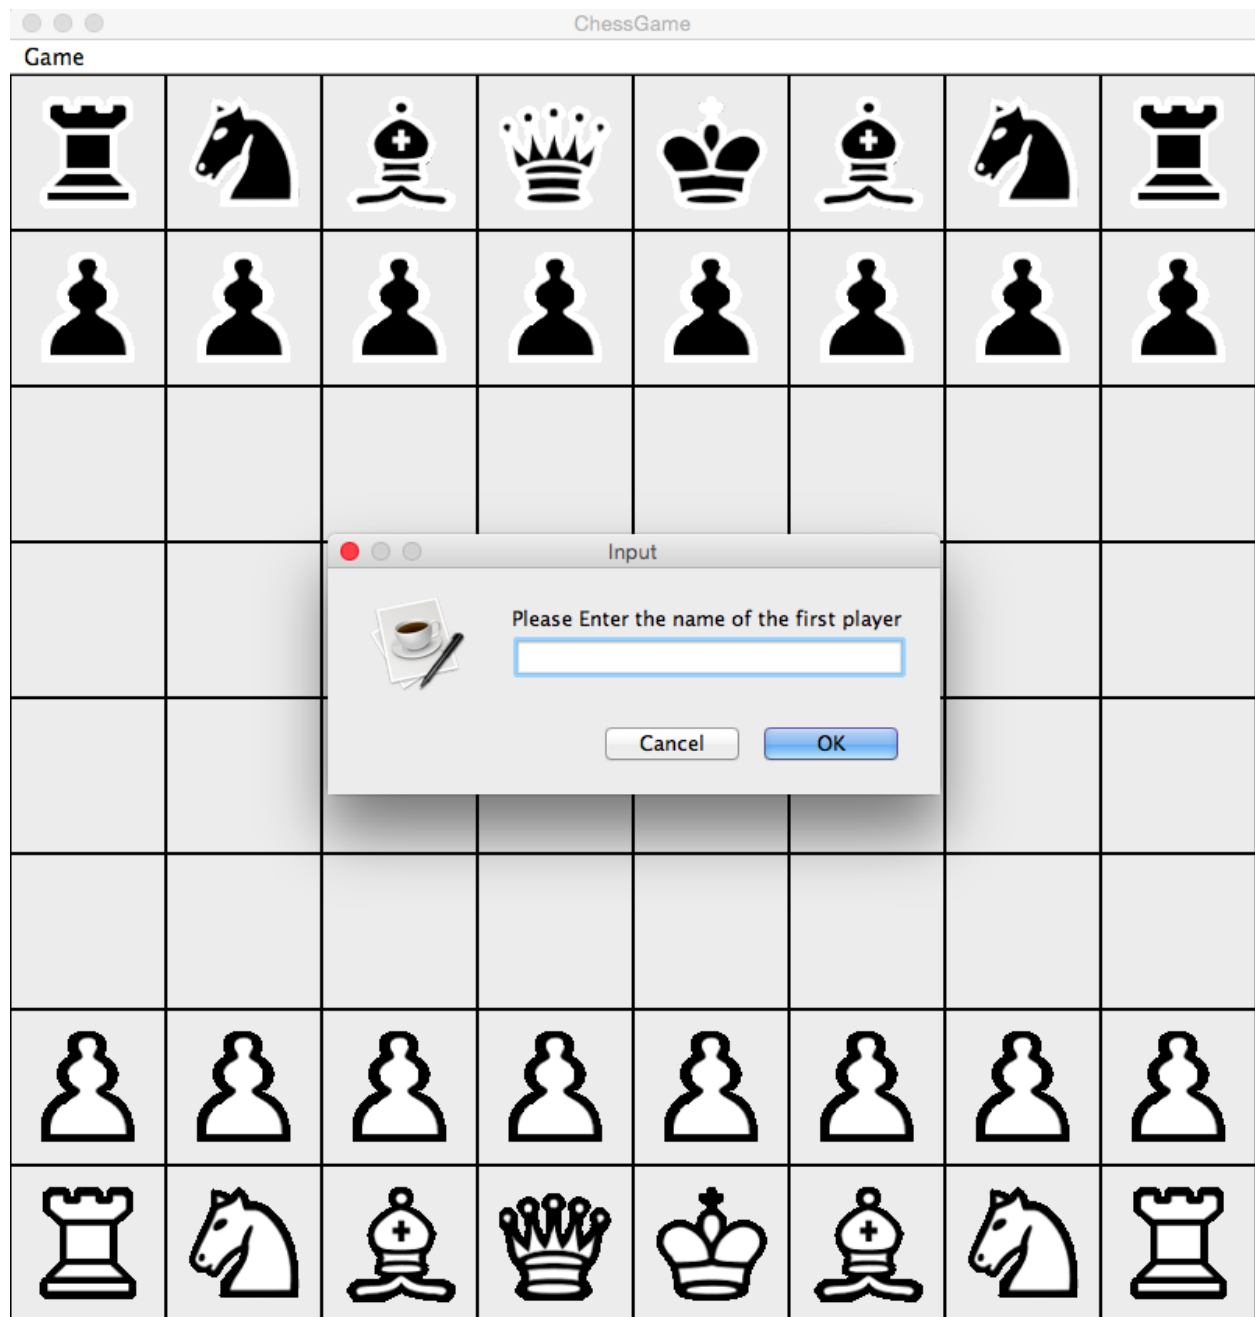 ChessGame
Game
Input
Please Enter the name of the first player
Cancel OK